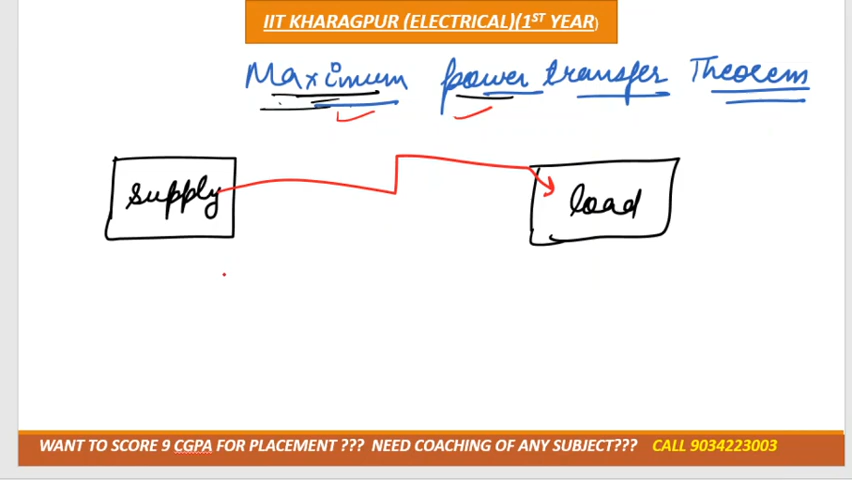 IIT KHARAGPUR (ELECTRICAL)(1ST YEAR)
Maximum power transfer Theorem
supply load
WANT TO SCORE 9 CGPA FOR PLACEMENT ??? NEED COACHING OF ANY SUBJECT??? CALL 9034223003